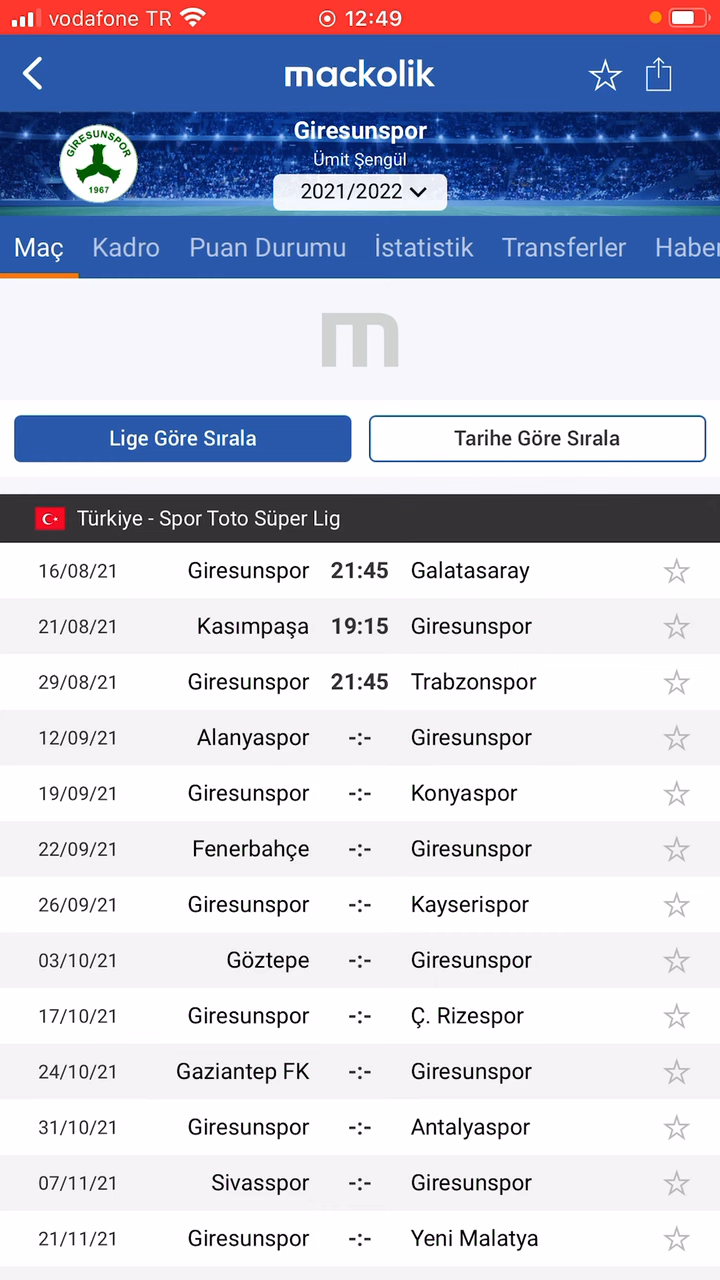 vodafone TR 12:49
mackolik
GİRESUNSPOR
1967
Giresunspor
Ümit Şengül
2021/2022
Maç Kadro Puan Durumu İstatistik Transferler Haber
m
Lige Göre Sırala Tarihe Göre Sırala
Türkiye - Spor Toto Süper Lig
16/08/21 Giresunspor 21:45 Galatasaray
21/08/21 Kasımpaşa 19:15 Giresunspor
29/08/21 Giresunspor 21:45 Trabzonspor
12/09/21 Alanyaspor -:- Giresunspor
19/09/21 Giresunspor -:- Konyaspor
22/09/21 Fenerbahçe -:- Giresunspor
26/09/21 Giresunspor -:- Kayserispor
03/10/21 Göztepe -:- Giresunspor
17/10/21 Giresunspor -:- Ç. Rizespor
24/10/21 Gaziantep FK -:- Giresunspor
31/10/21 Giresunspor -:- Antalyaspor
07/11/21 Sivasspor -:- Giresunspor
21/11/21 Giresunspor -:- Yeni Malatya